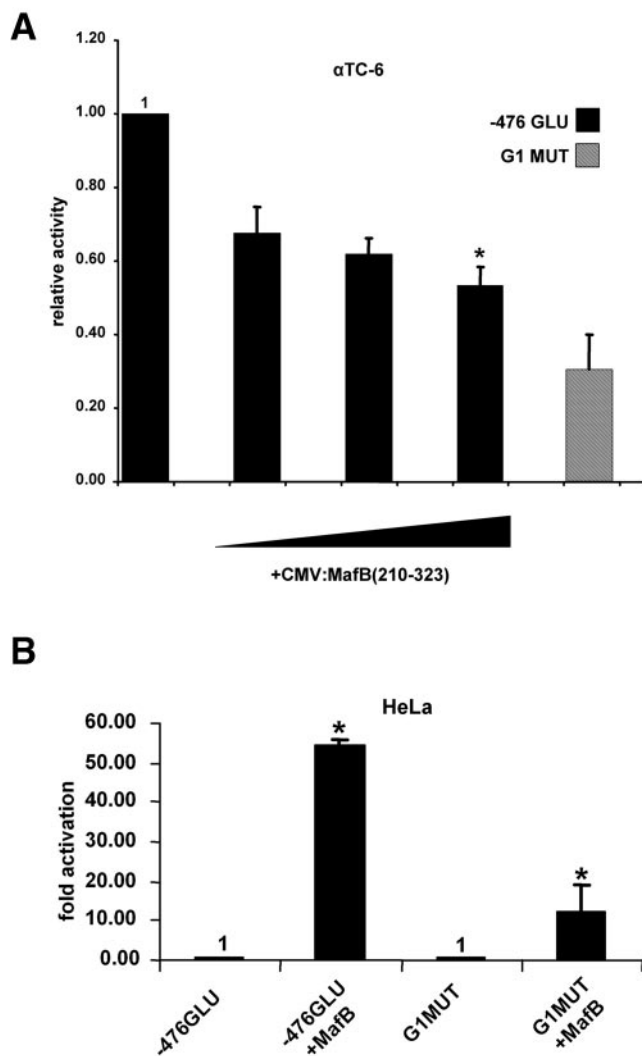 A
1.20
1.00
0.80
0.60
0.40
0.20
0.00
relative activity
αTC-6
-476 GLU
G1 MUT
1
*
+CMV:MafB(210-323)
B
HeLa
60.00
50.00
40.00
30.00
20.00
10.00
0.00
fold activation
1
*
1
*
-476GLU
-476GLU
+MafB
G1MUT
G1MUT
+MafB